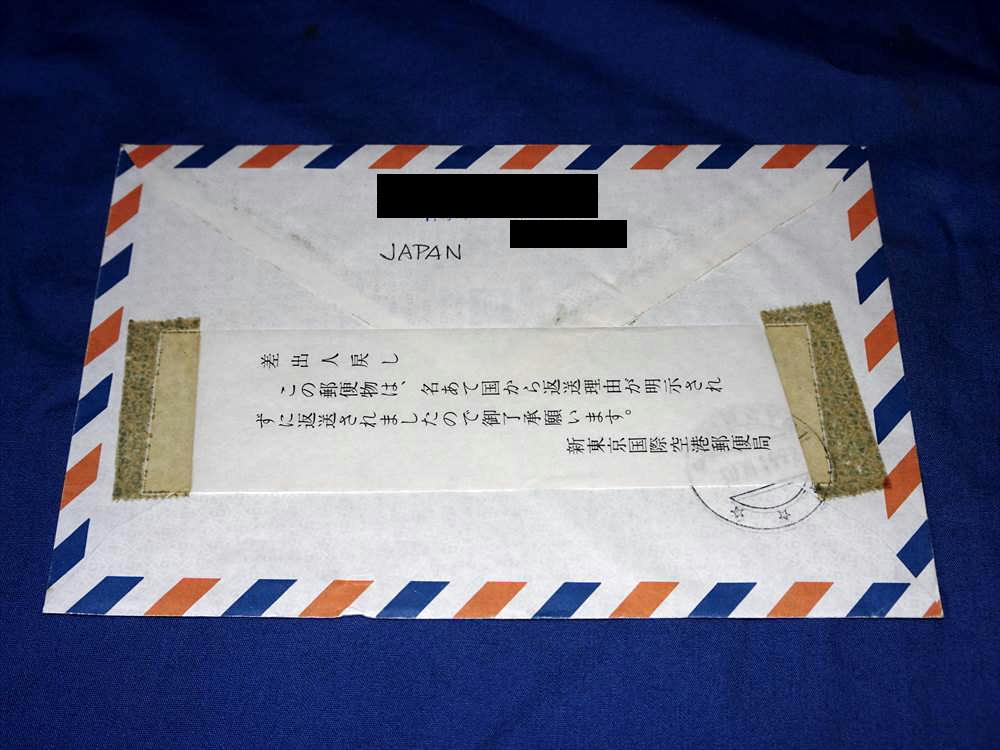 JAPAN
差出人戻し
この郵便物は、名あて国から返送理由が明示され
ずに返送されましたので御了承願います。
新東京国際空港郵便局